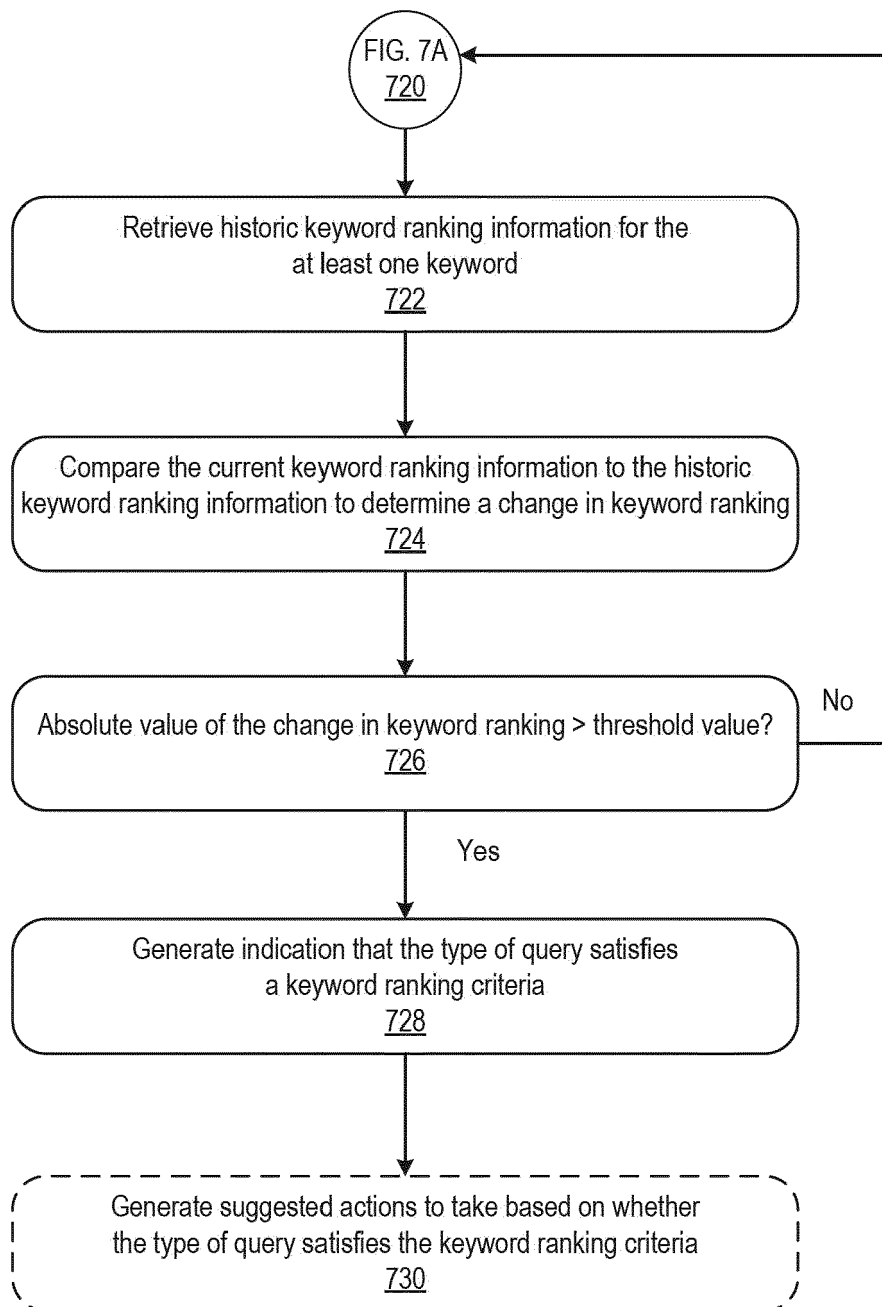 FIG. 7A
720
Retrieve historic keyword ranking information for the
at least one keyword
722
Compare the current keyword ranking information to the historic
keyword ranking information to determine a change in keyword ranking
724
Absolute value of the change in keyword ranking > threshold value?
726
No
Yes
Generate indication that the type of query satisfies
a keyword ranking criteria
728
Generate suggested actions to take based on whether
the type of query satisfies the keyword ranking criteria
730